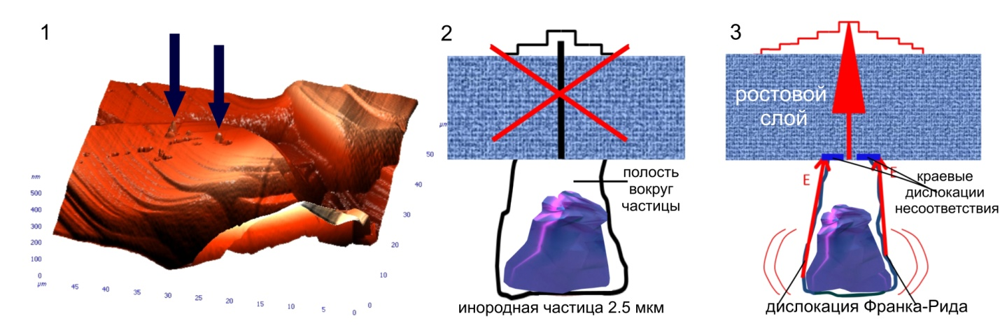 1
nm
500
400
300
200
100
0
μm
45
40
35
30
25
20
15
10
5
0
0
10
20
30
40
50
μm
2
полость
вокруг
частицы
инородная частица 2.5 мкм
3
ростовой
слой
E
E
краевые
дислокации
несоответствия
дислокация Франка-Рида